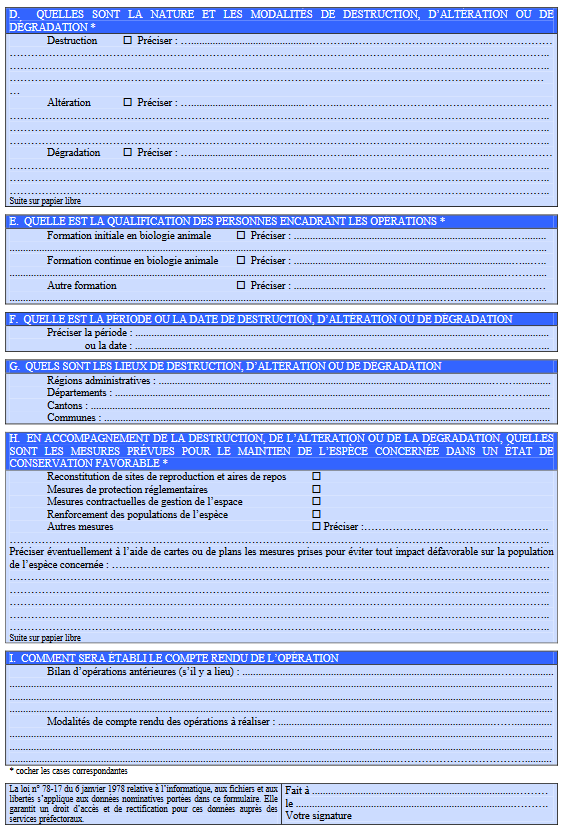 D. QUELLES SONT LA NATURE ET LES MODALITÉS DE DESTRUCTION, D'ALTÉRATION OU DE
DÉGRADATION *
Destruction ☐ Préciser : ……………………………………………………
……………………………………………………
……………………………………………………
……………………………………………………
…
Altération ☐ Préciser : ……………………………………………………
……………………………………………………
……………………………………………………
……………………………………………………
Dégradation ☐ Préciser : ……………………………………………………
……………………………………………………
……………………………………………………
……………………………………………………
Suite sur papier libre
E. QUELLE EST LA QUALIFICATION DES PERSONNES ENCADRANT LES OPERATIONS *
Formation initiale en biologie animale ☐ Préciser : ……………………………………
……………………………………………………
Formation continue en biologie animale ☐ Préciser : ……………………………………
……………………………………………………
Autre formation ☐ Préciser : ……………………………………
……………………………………………………
F. QUELLE EST LA PÉRIODE OU LA DATE DE DESTRUCTION, D'ALTÉRATION OU DE DÉGRADATION
Préciser la période : ……………………………………………………
ou la date : ……………………………………………………
G. QUELS SONT LES LIEUX DE DESTRUCTION, D'ALTÉRATION OU DE DÉGRADATION
Régions administratives : ……………………………………………………
Départements : ……………………………………………………
Cantons : ……………………………………………………
Communes : ……………………………………………………
H. EN ACCOMPAGNEMENT DE LA DESTRUCTION, DE L'ALTÉRATION OU DE LA DÉGRADATION, QUELLES
SONT LES MESURES PRÉVUES POUR LE MAINTIEN DE L'ESPÈCE CONCERNÉE DANS UN ÉTAT DE
CONSERVATION FAVORABLE *
Reconstitution de sites de reproduction et aires de repos ☐
Mesures de protection réglementaires ☐
Mesures contractuelles de gestion de l'espace ☐
Renforcement des populations de l'espèce ☐
Autres mesures ☐ Préciser :……………………………………
……………………………………………………
Préciser éventuellement à l'aide de cartes ou de plans les mesures prises pour éviter tout impact défavorable sur la population
de l'espèce concernée : ……………………………………………………
……………………………………………………
……………………………………………………
……………………………………………………
……………………………………………………
……………………………………………………
Suite sur papier libre
I. COMMENT SERA ÉTABLI LE COMPTE RENDU DE L'OPÉRATION
Bilan d'opérations antérieures (s'il y a lieu) : ……………………………………
……………………………………………………
……………………………………………………
……………………………………………………
Modalités de compte rendu des opérations à réaliser : ……………………………………
……………………………………………………
……………………………………………………
……………………………………………………
* cocher les cases correspondantes
La loi n° 78-17 du 6 janvier 1978 relative à l'informatique, aux fichiers et aux
libertés s'applique aux données nominatives portées dans ce formulaire. Elle
garantit un droit d'accès et de rectification pour ces données auprès des
services préfectoraux.
Fait à ……………………………………
le ……………………………………
Votre signature